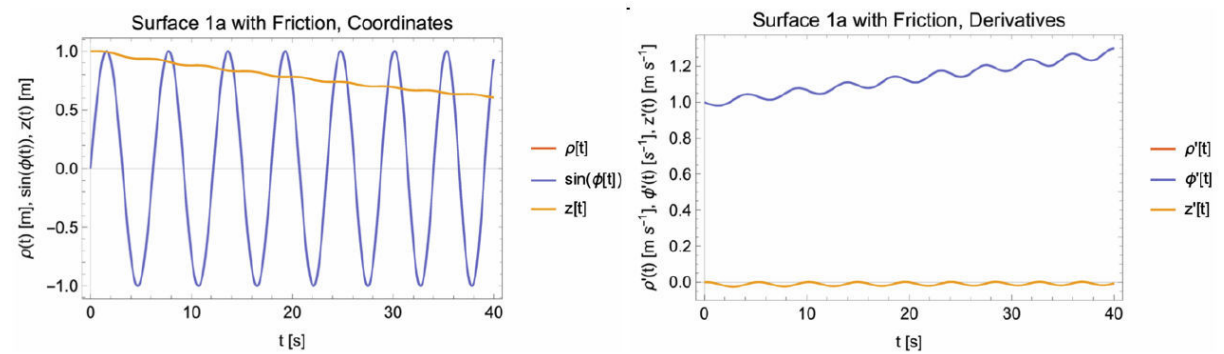 Surface 1a with Friction, Coordinates
ρ(t) [m], sin(ϕ(t)), z(t) [m]
1.0
0.5
0.0
−0.5
−1.0
0
10
20
30
40
t [s]
ρ[t]
sin(ϕ[t])
z[t]
Surface 1a with Friction, Derivatives
ρ'(t) [m s⁻¹], ϕ'(t) [s⁻¹], z'(t) [m s⁻¹]
1.2
1.0
0.8
0.6
0.4
0.2
0.0
0
10
20
30
40
t [s]
ρ'[t]
ϕ'[t]
z'[t]